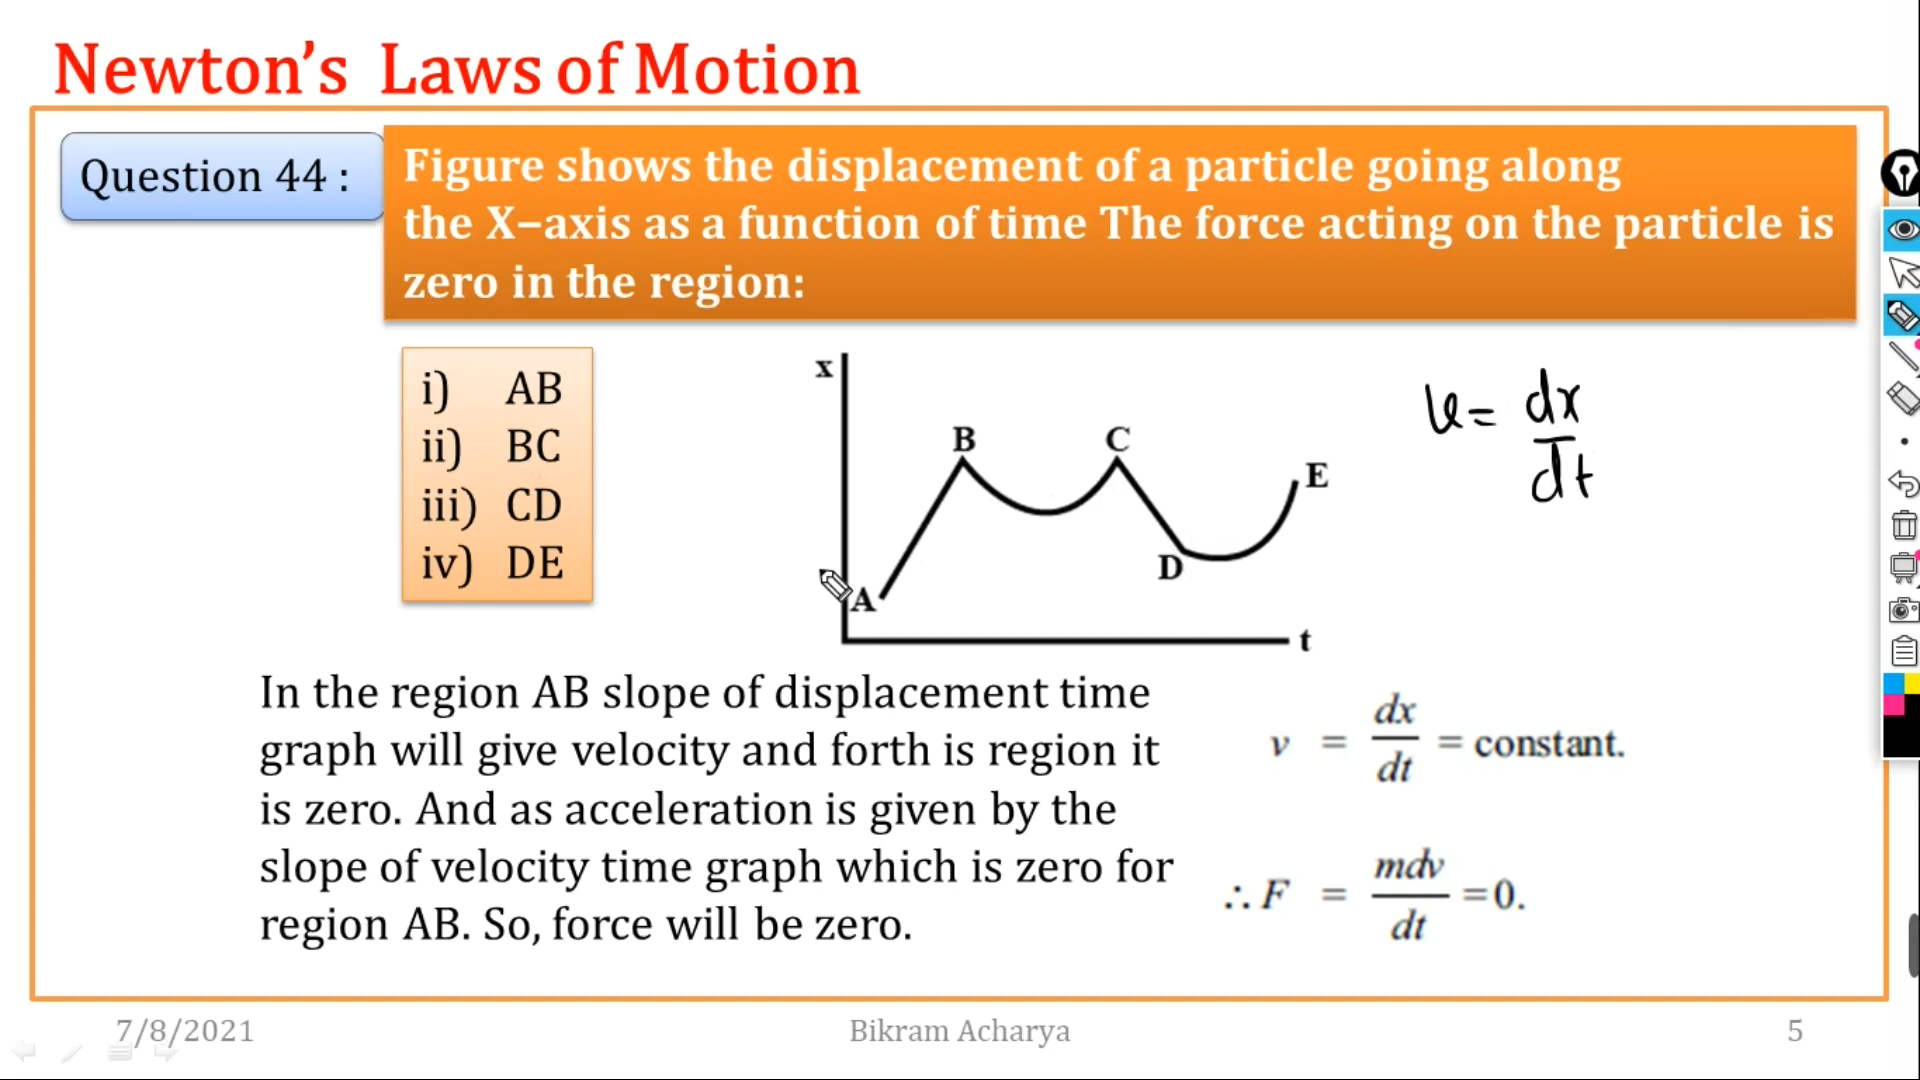 Newton's Laws of Motion
Question 44 :
Figure shows the displacement of a particle going along
the X−axis as a function of time The force acting on the particle is
zero in the region:
i) AB
ii) BC
iii) CD
iv) DE
x
B
C
E
D
A
t
v = dx
dt
In the region AB slope of displacement time
graph will give velocity and forth is region it
is zero. And as acceleration is given by the
slope of velocity time graph which is zero for
region AB. So, force will be zero.
v = dx/dt = constant.
∴ F = mdv/dt = 0.
7/8/2021
Bikram Acharya
5